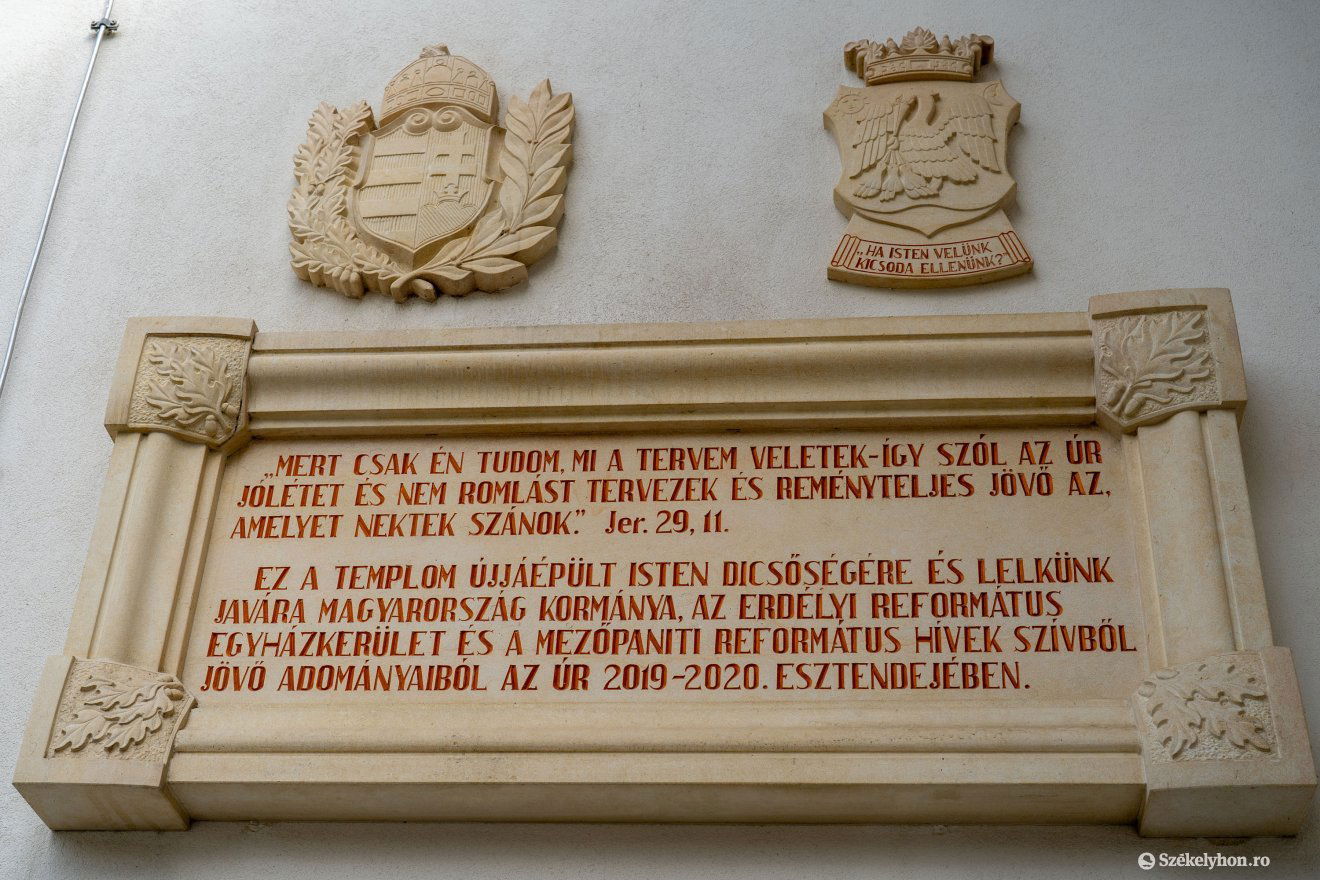 „HA ISTEN VELÜNK
KICSODA ELLENÜNK?"
„MERT CSAK ÉN TUDOM, MI A TERVEM VELETEK-ÍGY SZÓL AZ ÚR
JÓLÉTET ÉS NEM ROMLÁST TERVEZEK ÉS REMÉNYTELJES JÖVŐ AZ,
AMELYET NEKTEK SZÁNOK." Jer. 29, 11.
EZ A TEMPLOM ÚJJÁÉPÜLT ISTEN DICSŐSÉGÉRE ÉS LELKÜNK
JAVÁRA MAGYARORSZÁG KORMÁNYA, AZ ERDÉLYI REFORMÁTUS
EGYHÁZKERÜLET ÉS A MEZŐPANITI REFORMÁTUS HÍVEK SZÍVBŐL
JÖVŐ ADOMÁNYAIBÓL AZ ÚR 2019-2020. ESZTENDEJÉBEN.
Székelyhon.ro